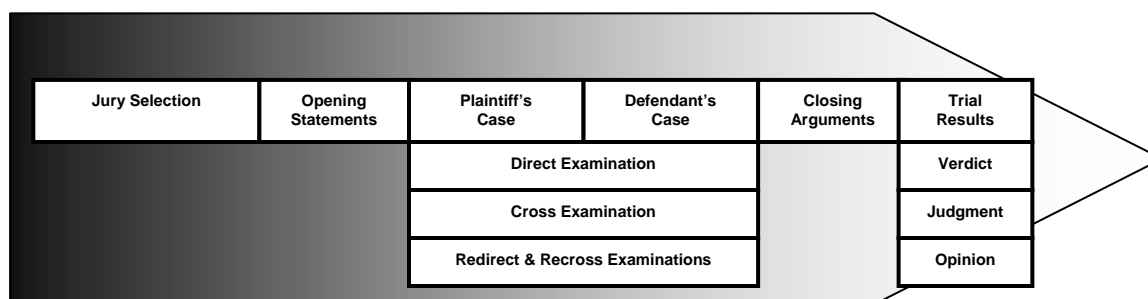 Jury Selection
Opening
Statements
Plaintiff's
Case
Defendant's
Case
Closing
Arguments
Trial
Results
Direct Examination
Verdict
Cross Examination
Judgment
Redirect & Recross Examinations
Opinion